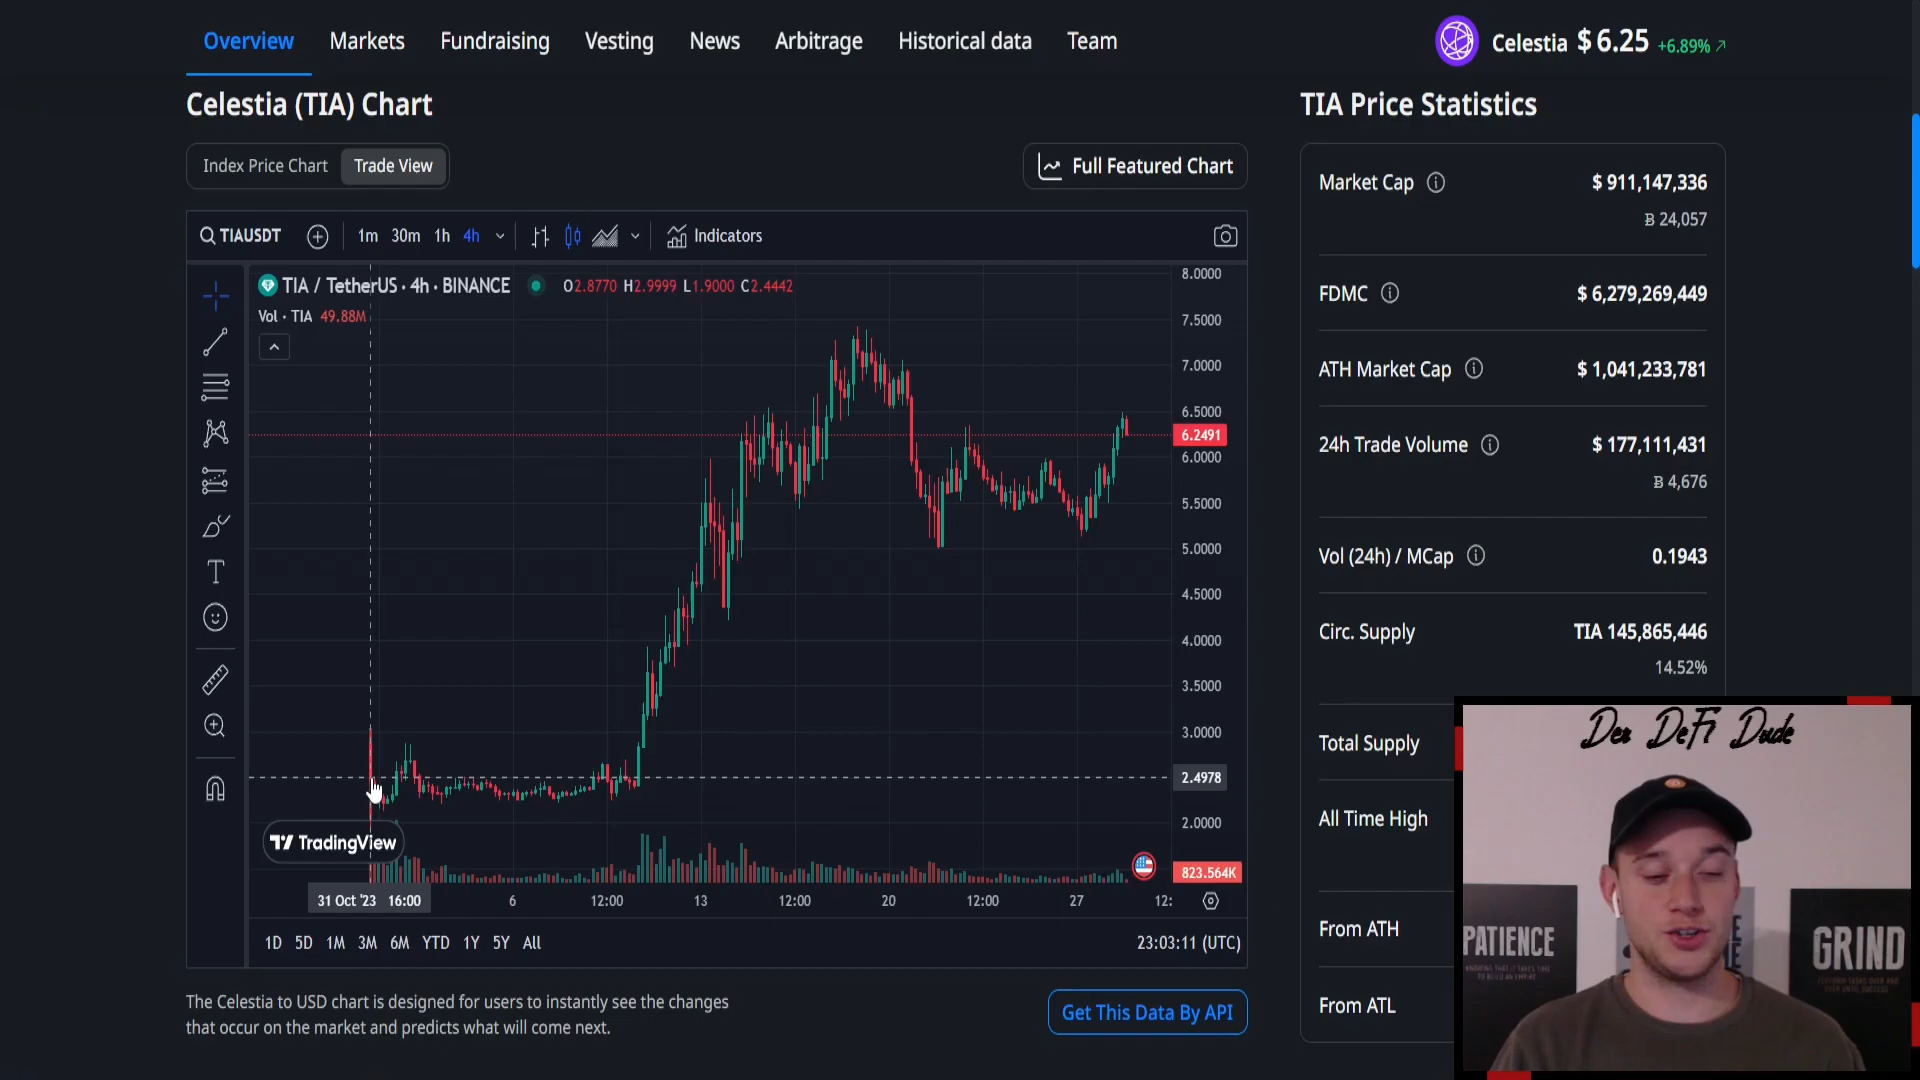 Overview Markets Fundraising Vesting News Arbitrage Historical data Team
Celestia $ 6.25 +6.89%
Celestia (TIA) Chart
Index Price Chart Trade View
Full Featured Chart
TIAUSDT 1m 30m 1h 4h Indicators
TIA / TetherUS · 4h · BINANCE O2.8770 H2.9999 L1.9000 C2.4442
Vol · TIA 49.88M
8.0000
7.5000
7.0000
6.5000
6.2491
6.0000
5.5000
5.0000
4.5000
4.0000
3.5000
3.0000
2.4978
2.0000
823.564K
TradingView
31 Oct '23 16:00 6 12:00 13 12:00 20 12:00 27 12:
1D 5D 1M 3M 6M YTD 1Y 5Y All
23:03:11 (UTC)
The Celestia to USD chart is designed for users to instantly see the changes
that occur on the market and predicts what will come next.
Get This Data By API
TIA Price Statistics
Market Cap $ 911,147,336
Ƀ 24,057
FDMC $ 6,279,269,449
ATH Market Cap $ 1,041,233,781
24h Trade Volume $ 177,111,431
Ƀ 4,676
Vol (24h) / MCap 0.1943
Circ. Supply TIA 145,865,446
14.52%
Total Supply
All Time High
From ATH
From ATL
Dex DeFi Dude
PATIENCE
GRIND